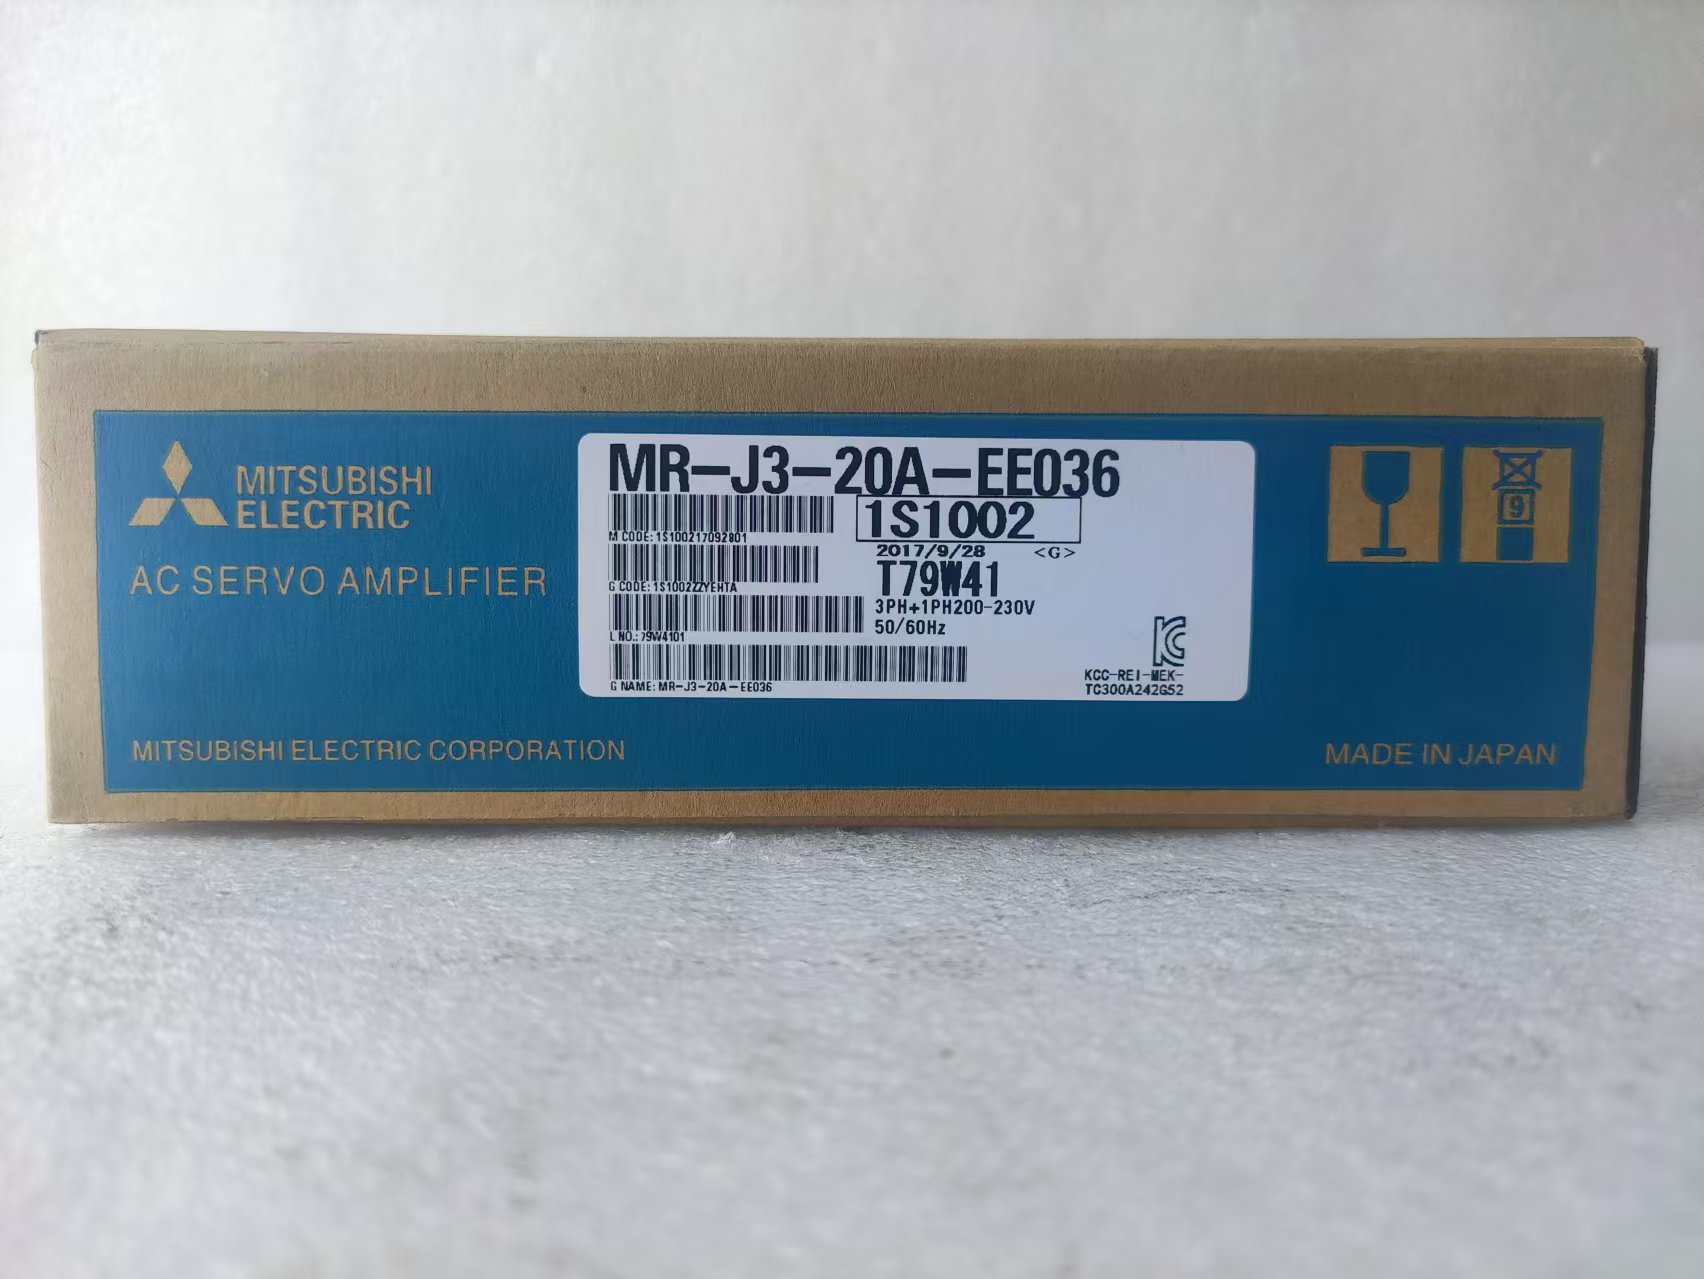 MITSUBISHI
ELECTRIC
AC SERVO AMPLIFIER
MR-J3-20A-EE036
1S1002
M CODE: 1S100217092801
2017/9/28 <G>
G CODE: 1S1002ZZYEHTA
T79W41
3PH+1PH200-230V
50/60Hz
L NO.: 79W4101
G NAME: MR-J3-20A-EE036
KCC-REI-MEK-
TC300A242G52
9
MITSUBISHI ELECTRIC CORPORATION
MADE IN JAPAN